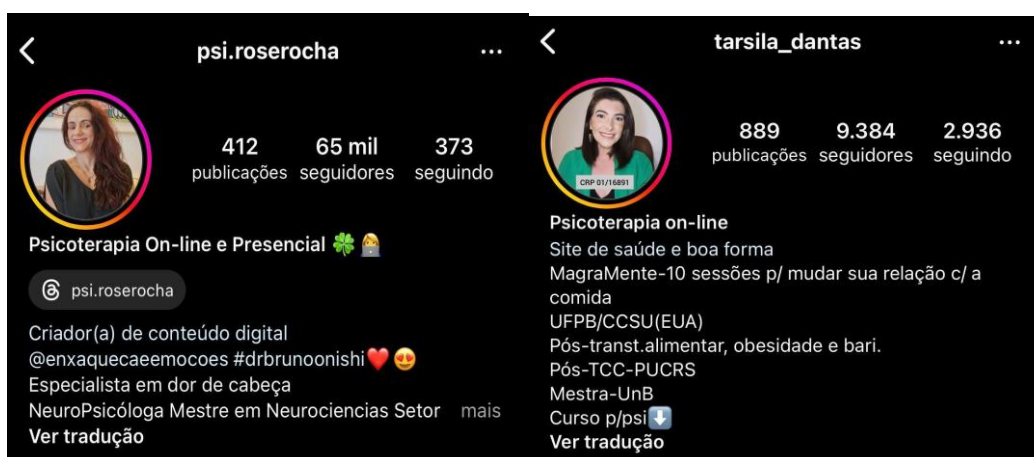 psi.roserocha
412 65 mil 373
publicações seguidores seguindo
Psicoterapia On-line e Presencial 🍀 👩‍💻
psi.roserocha
Criador(a) de conteúdo digital
@enxaquecaeemocoes #drbrunoonishi❤️ 😍
Especialista em dor de cabeça
NeuroPsicóloga Mestre em Neurociencias Setor mais
Ver tradução
tarsila_dantas
889 9.384 2.936
publicações seguidores seguindo
CRP 01/16891
Psicoterapia on-line
Site de saúde e boa forma
MagraMente-10 sessões p/ mudar sua relação c/ a
comida
UFPB/CCSU(EUA)
Pós-transt.alimentar, obesidade e bari.
Pós-TCC-PUCRS
Mestra-UnB
Curso p/psi⬇️
Ver tradução